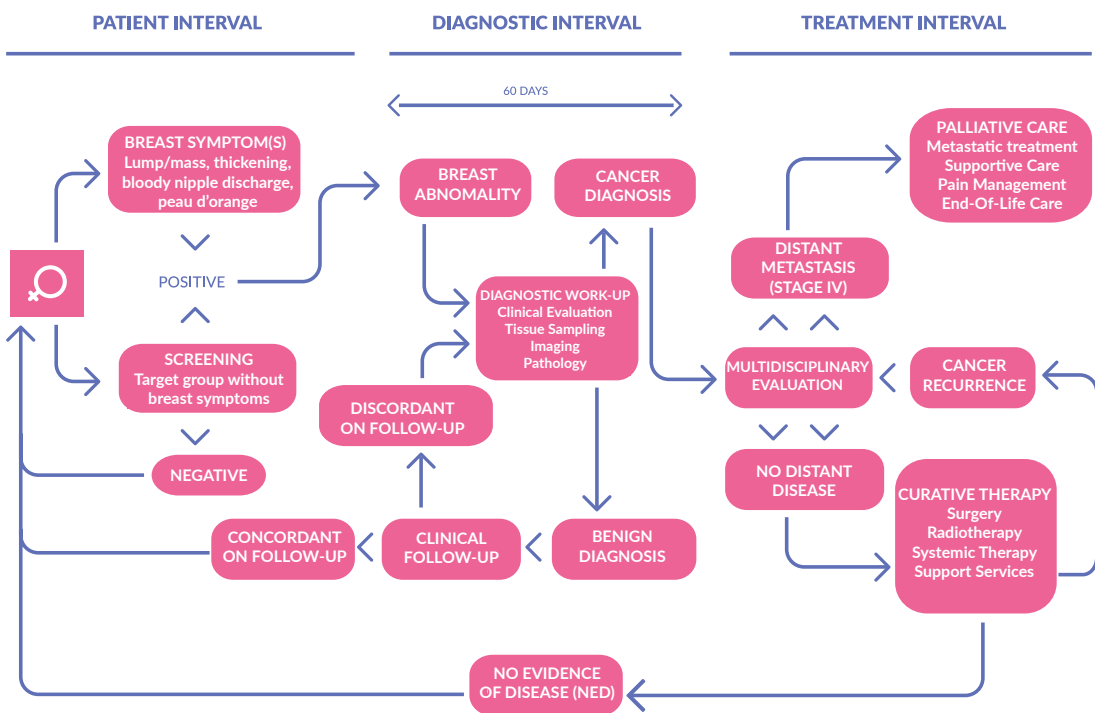 PATIENT INTERVAL
DIAGNOSTIC INTERVAL
TREATMENT INTERVAL
60 DAYS
BREAST SYMPTOM(S)
Lump/mass, thickening,
bloody nipple discharge,
peau d'orange
POSITIVE
SCREENING
Target group without
breast symptoms
NEGATIVE
BREAST
ABNOMALITY
CANCER
DIAGNOSIS
DIAGNOSTIC WORK-UP
Clinical Evaluation
Tissue Sampling
Imaging
Pathology
DISCORDANT
ON FOLLOW-UP
CONCORDANT
ON FOLLOW-UP
CLINICAL
FOLLOW-UP
BENIGN
DIAGNOSIS
PALLIATIVE CARE
Metastatic treatment
Supportive Care
Pain Management
End-Of-Life Care
DISTANT
METASTASIS
(STAGE IV)
MULTIDISCIPLINARY
EVALUATION
CANCER
RECURRENCE
NO DISTANT
DISEASE
CURATIVE THERAPY
Surgery
Radiotherapy
Systemic Therapy
Support Services
NO EVIDENCE
OF DISEASE (NED)